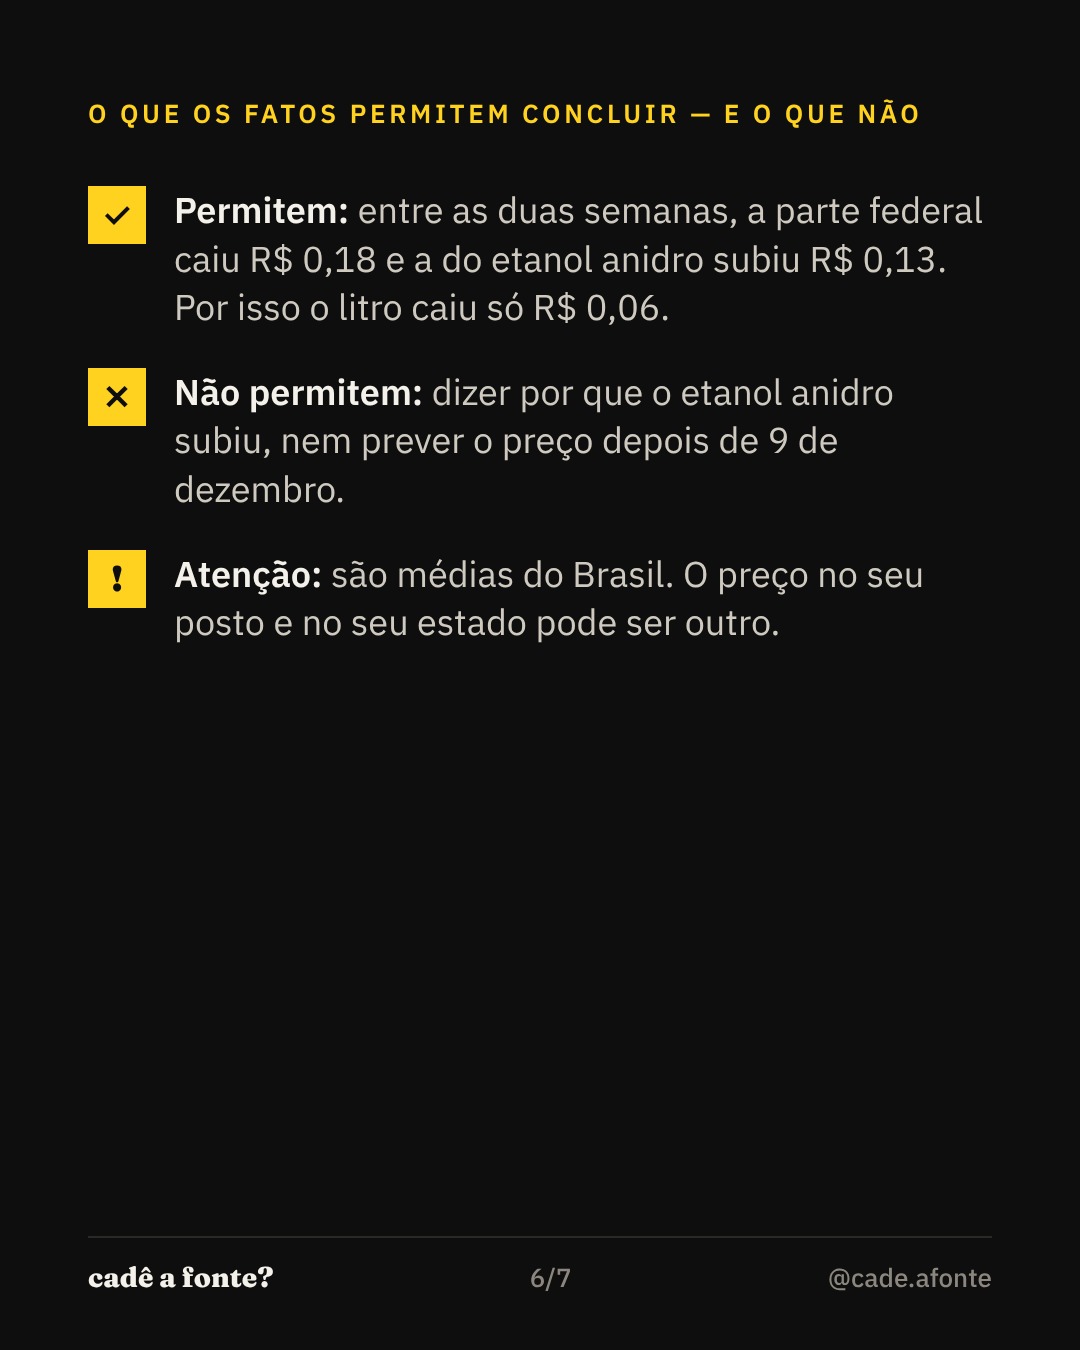 O QUE OS FATOS PERMITEM CONCLUIR — E O QUE NÃO
Permitem: entre as duas semanas, a parte federal
caiu R$ 0,18 e a do etanol anidro subiu R$ 0,13.
Por isso o litro caiu só R$ 0,06.
Não permitem: dizer por que o etanol anidro
subiu, nem prever o preço depois de 9 de
dezembro.
!
Atenção: são médias do Brasil. O preço no seu
posto e no seu estado pode ser outro.
cadê a fonte?
6/7
@cade.afonte